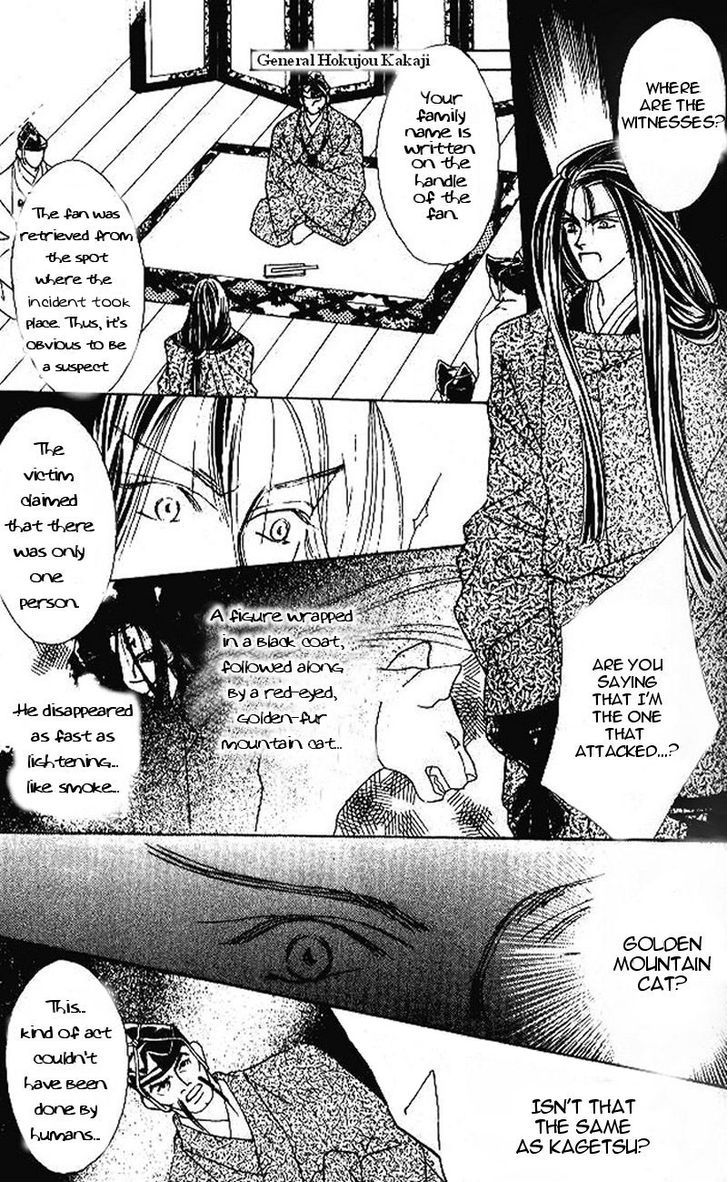 WHERE
ARE THE
WITNESSES?
General Hokujou Kakaji
Your
family
name is
written
on the
handle
of the
fan.
The fan was
retrieved from
the spot
where the
incident took
place. Thus, it's
obvious to be
a suspect
ARE YOU
SAYING
THAT I'M
THE ONE
THAT
ATTACKED...?
The
victim
claimed
that there
was only
one
person.
A figure wrapped
in a black coat,
followed along
by a red-eyed,
golden-fur
mountain cat...
He disappeared
as fast as
lightening...
like smoke...
GOLDEN
MOUNTAIN
CAT?
ISN'T THAT
THE SAME
AS KAGETSU?
This..
kind of act
couldn't
have been
done by
humans...